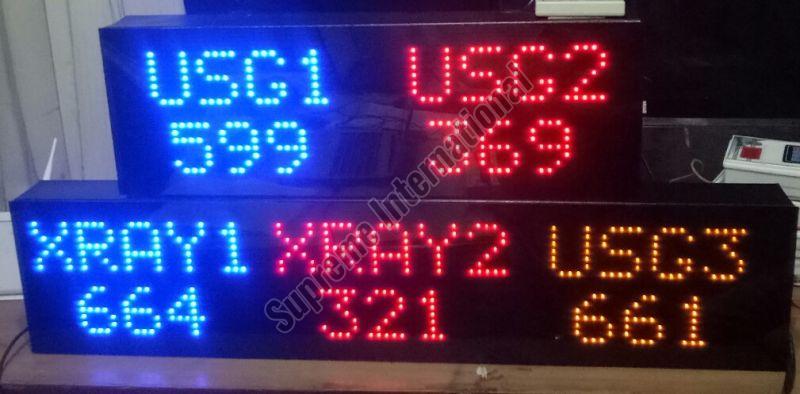 USG1 USG2
599 369
XRAY1 XRAY2 USG3
664 321 661
Supreme International